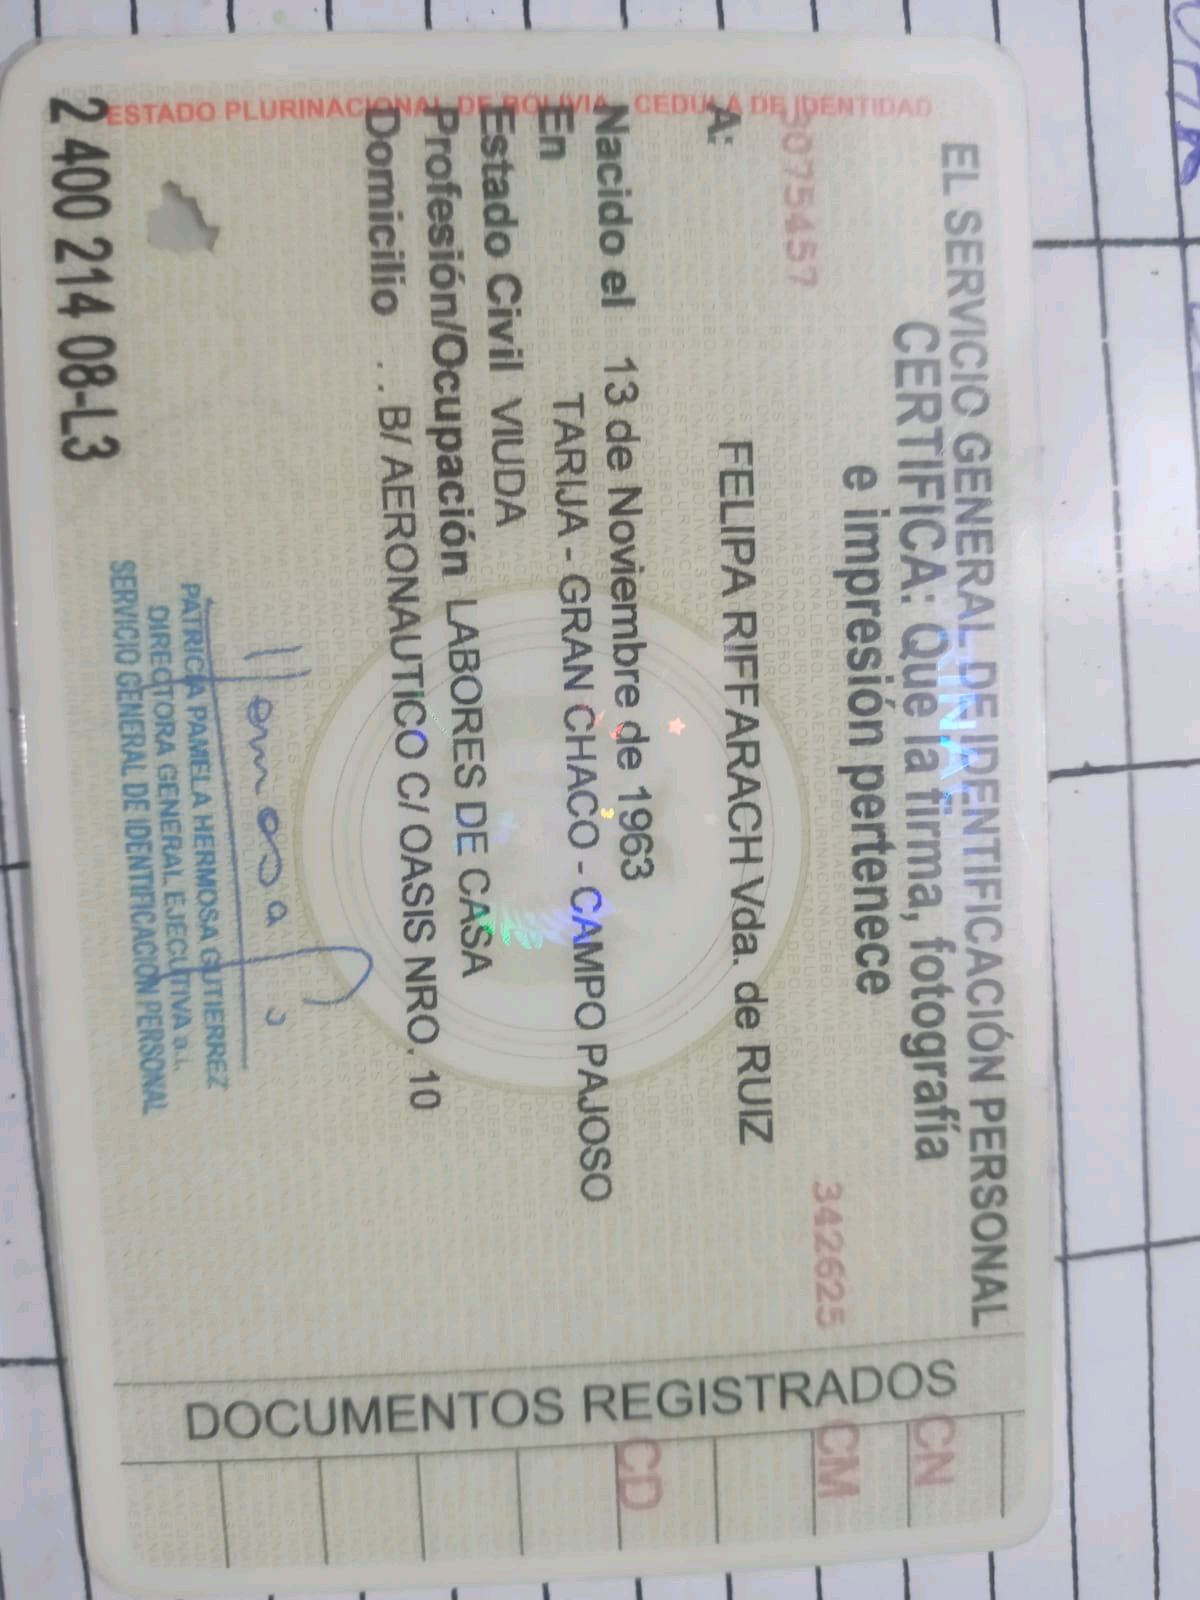 ESTADO PLURINACIONAL DE BOLIVIA CEDULA DE IDENTIDAD
EL SERVICIO GENERAL DE IDENTIFICACIÓN PERSONAL
CERTIFICA: Que la firma, fotografía
e impresión pertenece
342625
A: FELIPA RIFFARACH Vda. de RUIZ
Nacido el 13 de Noviembre de 1963
En TARIJA - GRAN CHACO - CAMPO PAJOSO
Estado Civil VIUDA
Profesión/Ocupación LABORES DE CASA
Domicilio . . B/ AERONAUTICO C/ OASIS NRO. 10
PATRICIA PAMELA HERMOSA GUTIERREZ
DIRECTORA GENERAL EJECUTIVA a.i.
SERVICIO GENERAL DE IDENTIFICACIÓN PERSONAL
2 400 214 08-L3
DOCUMENTOS REGISTRADOS
CN
CM
CD